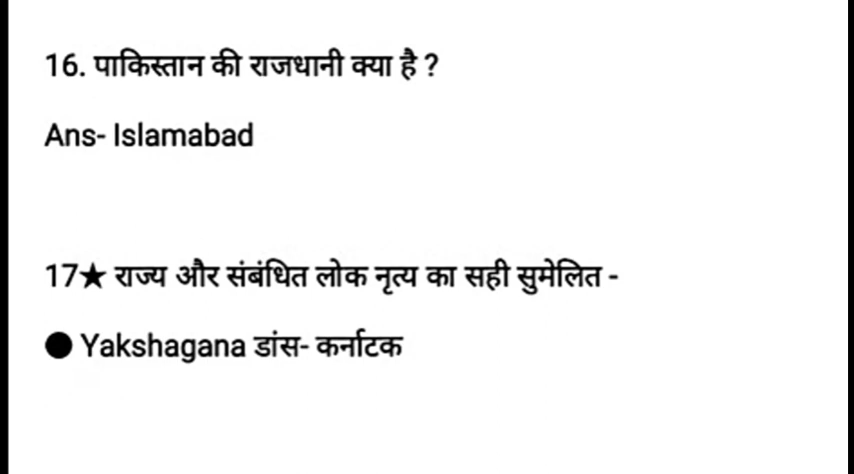 16. पाकिस्तान की राजधानी क्या है ?
Ans- Islamabad
17★ राज्य और संबंधित लोक नृत्य का सही सुमेलित -
● Yakshagana डांस- कर्नाटक